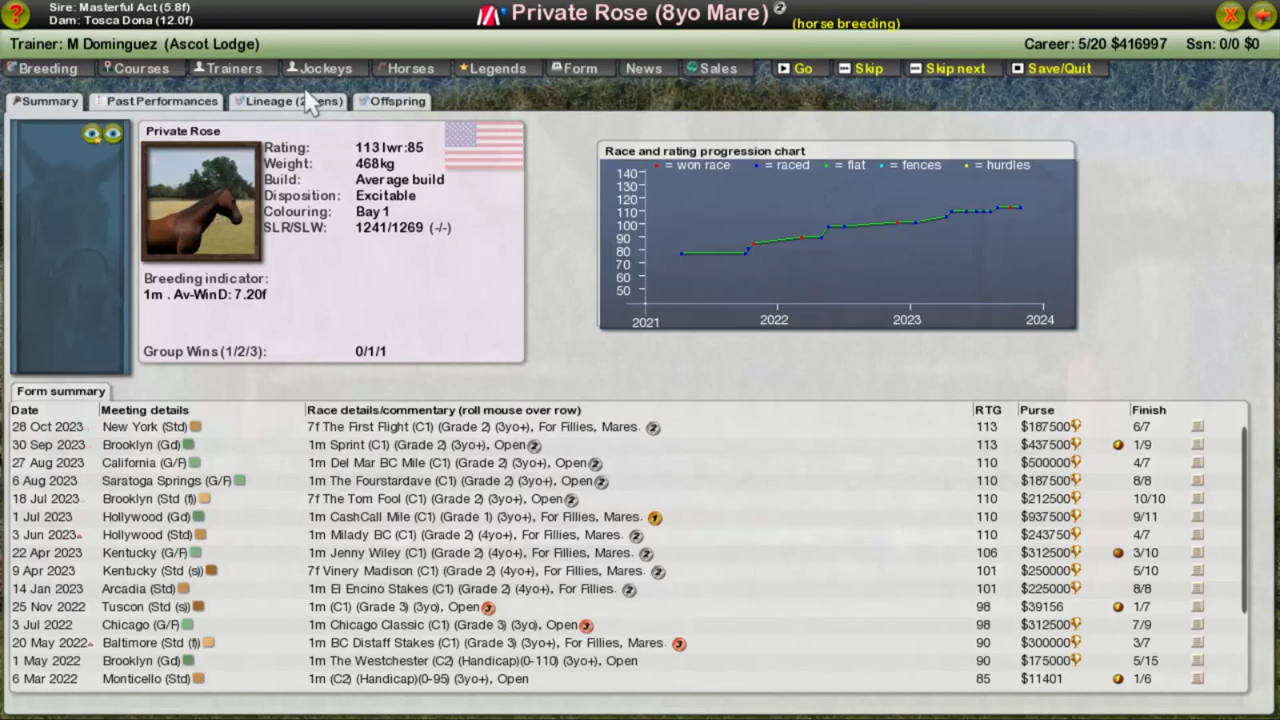 Sire: Masterful Act (5.8f)
Dam: Tosca Dona (12.0f)
Private Rose (8yo Mare) 2
(horse breeding)
Trainer: M Dominguez (Ascot Lodge)
Career: 5/20 $416997 Ssn: 0/0 $0
Breeding Courses Trainers Jockeys Horses Legends Form News Sales Go Skip Skip next Save/Quit
Summary Past Performances Lineage (2 ens) Offspring
Private Rose
Rating: 113 lwr:85
Weight: 468kg
Build: Average build
Disposition: Excitable
Colouring: Bay 1
SLR/SLW: 1241/1269 (-/-)
Breeding indicator:
1m . Av-WinD: 7.20f
Group Wins (1/2/3): 0/1/1
Race and rating progression chart
= won race = raced = flat = fences = hurdles
140
130
120
110
100
90
80
70
60
50
2021 2022 2023 2024
Form summary
Date Meeting details Race details/commentary (roll mouse over row) RTG Purse Finish
28 Oct 2023 New York (Std) 7f The First Flight (C1) (Grade 2) (3yo+), For Fillies, Mares. 2 113 $187500 6/7
30 Sep 2023 Brooklyn (Gd) 1m Sprint (C1) (Grade 2) (3yo+), Open 2 113 $437500 1/9
27 Aug 2023 California (G/F) 1m Del Mar BC Mile (C1) (Grade 2) (3yo+), Open 2 110 $500000 4/7
6 Aug 2023 Saratoga Springs (G/F) 1m The Fourstardave (C1) (Grade 2) (3yo+), Open 2 110 $187500 8/8
18 Jul 2023 Brooklyn (Std (f)) 7f The Tom Fool (C1) (Grade 2) (3yo+), Open 2 110 $212500 10/10
1 Jul 2023 Hollywood (Gd) 1m CashCall Mile (C1) (Grade 1) (3yo+), For Fillies, Mares. 1 110 $937500 9/11
3 Jun 2023 Hollywood (Std) 1m Milady BC (C1) (Grade 2) (4yo+), For Fillies, Mares. 2 110 $243750 4/7
22 Apr 2023 Kentucky (G/F) 1m Jenny Wiley (C1) (Grade 2) (4yo+), For Fillies, Mares. 2 106 $312500 3/10
9 Apr 2023 Kentucky (Std (s)) 7f Vinery Madison (C1) (Grade 2) (4yo+), For Fillies, Mares. 2 101 $250000 5/10
14 Jan 2023 Arcadia (Std) 1m El Encino Stakes (C1) (Grade 2) (4yo+), For Fillies. 2 101 $225000 8/8
25 Nov 2022 Tuscon (Std (s)) 1m (C1) (Grade 3) (3yo), Open 3 98 $39156 1/7
3 Jul 2022 Chicago (G/F) 1m Chicago Classic (C1) (Grade 3) (3yo), Open 3 98 $312500 7/9
20 May 2022 Baltimore (Std (f)) 1m BC Distaff Stakes (C1) (Grade 3) (3yo+), For Fillies, Mares. 3 90 $300000 3/7
1 May 2022 Brooklyn (Gd) 1m The Westchester (C2) (Handicap)(0-110) (3yo+), Open 90 $175000 5/15
6 Mar 2022 Monticello (Std) 1m (C2) (Handicap)(0-95) (3yo+), Open 85 $11401 1/6